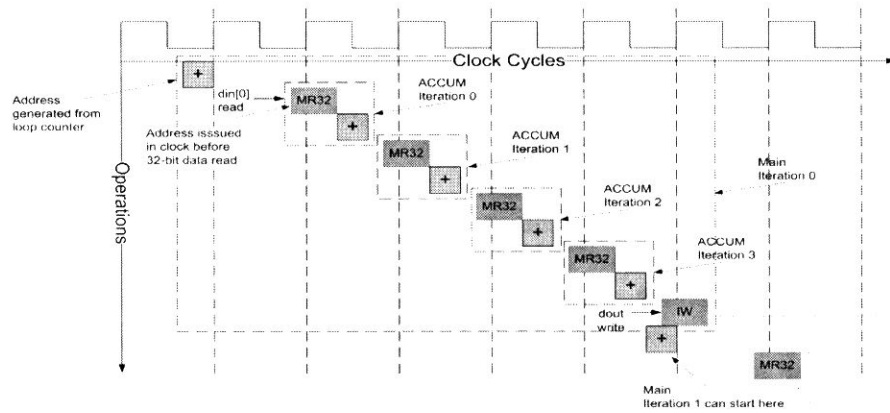 Clock Cycles
+
Address
generated from
loop counter
din[0]
read
MR32
+
ACCUM
Iteration 0
Address isssued
in clock before
32-bit data read
MR32
+
ACCUM
Iteration 1
Operations
MR32
+
ACCUM
Iteration 2
Main
Iteration 0
MR32
+
ACCUM
Iteration 3
dout
write
IW
+
MR32
Main
Iteration 1 can start here